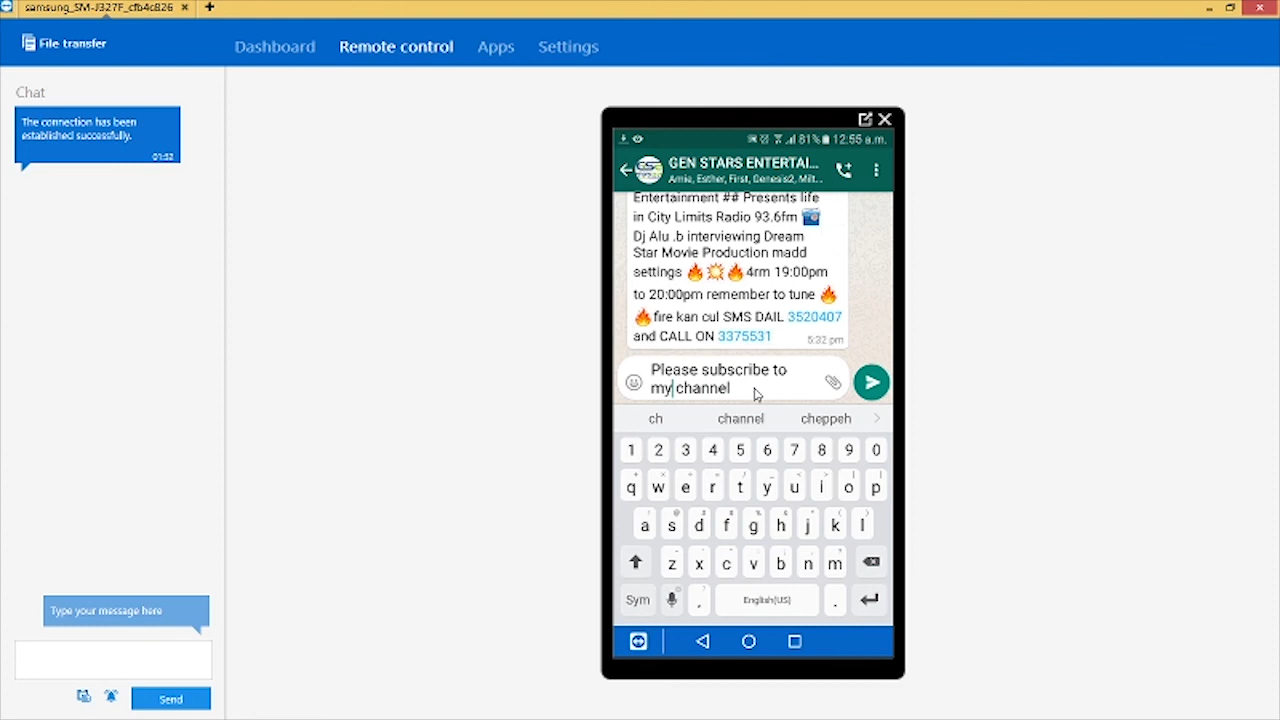 samsung_SM-J327F_cfb4c826
File transfer
Dashboard
Remote control
Apps
Settings
Chat
The connection has been
established successfully.
01:52
81% 12:55 a.m.
GEN STARS ENTERTAI...
Amie, Esther, First, Genesis2, Milt...
Entertainment ## Presents life
in City Limits Radio 93.6fm 📻
Dj Alu .b interviewing Dream
Star Movie Production madd
settings 🔥💥🔥4rm 19:00pm
to 20:00pm remember to tune 🔥
🔥fire kan cul SMS DAIL 3520407
and CALL ON 3375531
5:32 pm
Please subscribe to
my channel
ch channel cheppeh
1 2 3 4 5 6 7 8 9 0
q w e r t y u i o p
a s d f g h j k l
z x c v b n m
Sym , English(US) .
Type your message here
Send